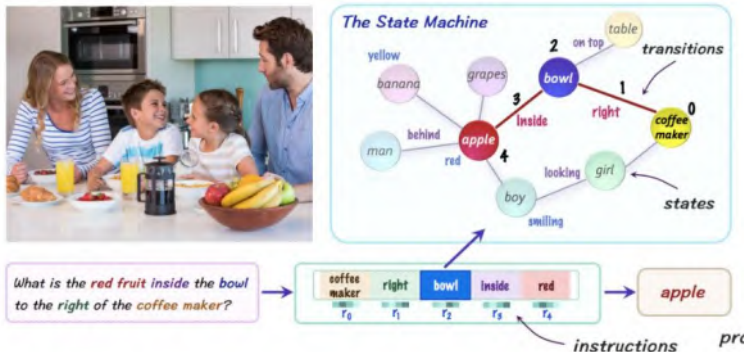 The State Machine
table
2
on top
transitions
yellow
bowl
banana
grapes
1
3
right
0
Inside
coffee
maker
behind
apple
man
red
4
looking
girl
boy
states
smiling
What is the red fruit inside the bowl
to the right of the coffee maker?
coffee
maker
right
bowl
inside
red
r0
r1
r2
r3
r4
apple
instructions